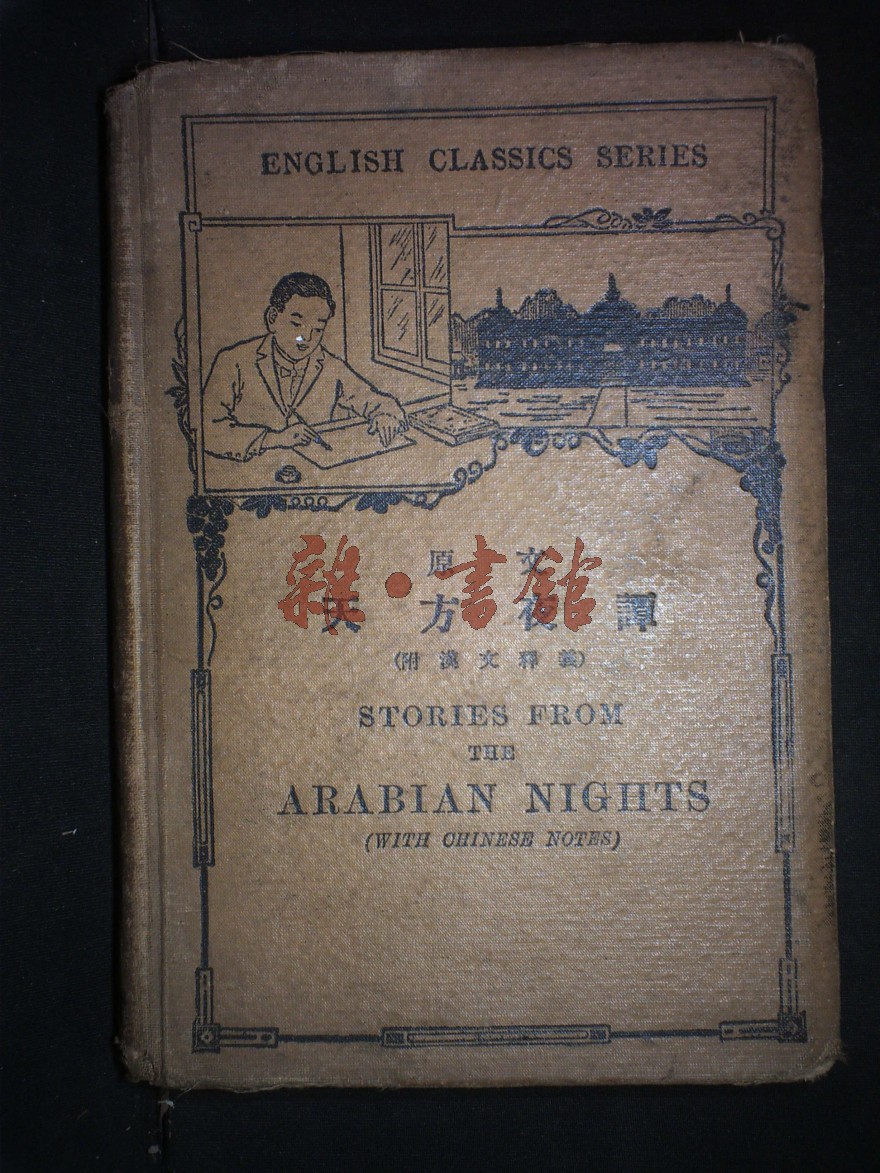 ENGLISH CLASSICS SERIES
原文
雜·書館
天方夜譚
(附漢文釋義)
STORIES FROM
THE
ARABIAN NIGHTS
(WITH CHINESE NOTES)